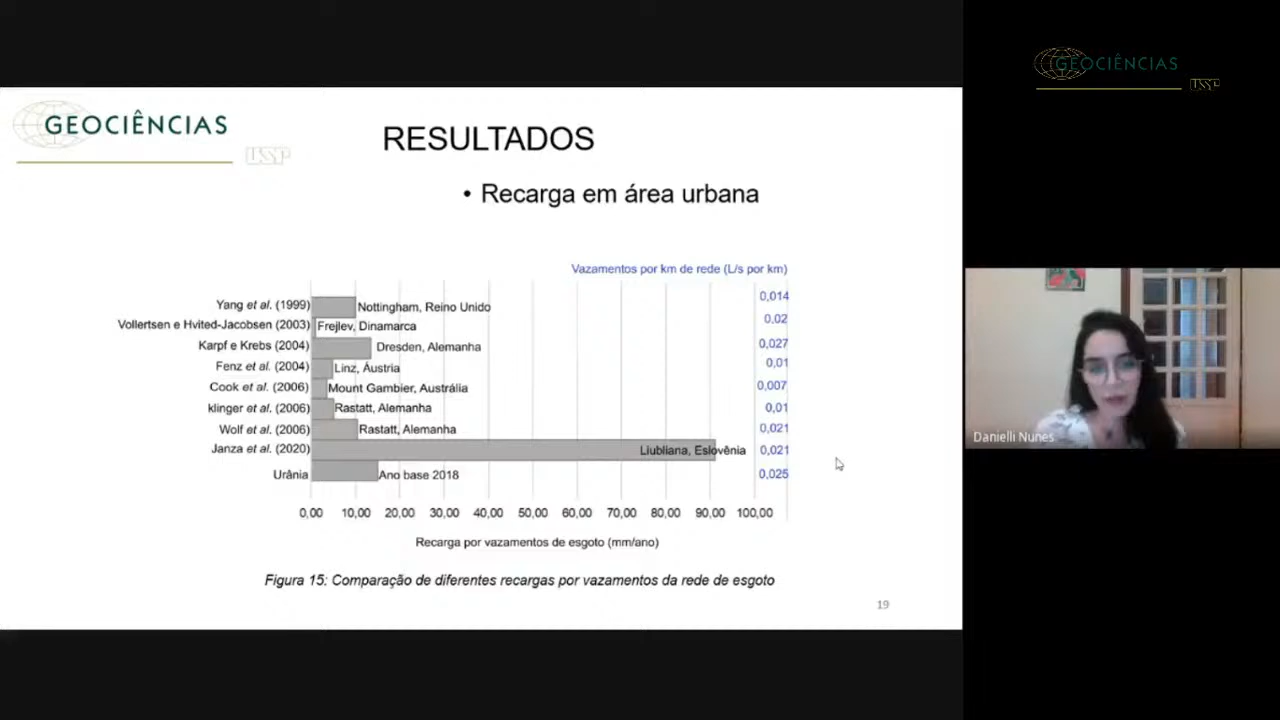 GEOCIÊNCIAS
USP
RESULTADOS
• Recarga em área urbana
Vazamentos por km de rede (L/s por km)
Yang et al. (1999) Nottingham, Reino Unido 0,014
Vollertsen e Hvited-Jacobsen (2003) Frejlev, Dinamarca 0,02
Karpf e Krebs (2004) Dresden, Alemanha 0,027
Fenz et al. (2004) Linz, Áustria 0,01
Cook et al. (2006) Mount Gambier, Austrália 0,007
klinger et al. (2006) Rastatt, Alemanha 0,01
Wolf et al. (2006) Rastatt, Alemanha 0,021
Janza et al. (2020) Liubliana, Eslovênia 0,021
Urânia Ano base 2018 0,025
0,00 10,00 20,00 30,00 40,00 50,00 60,00 70,00 80,00 90,00 100,00
Recarga por vazamentos de esgoto (mm/ano)
Figura 15: Comparação de diferentes recargas por vazamentos da rede de esgoto
19
GEOCIÊNCIAS
USP
Danielli Nunes